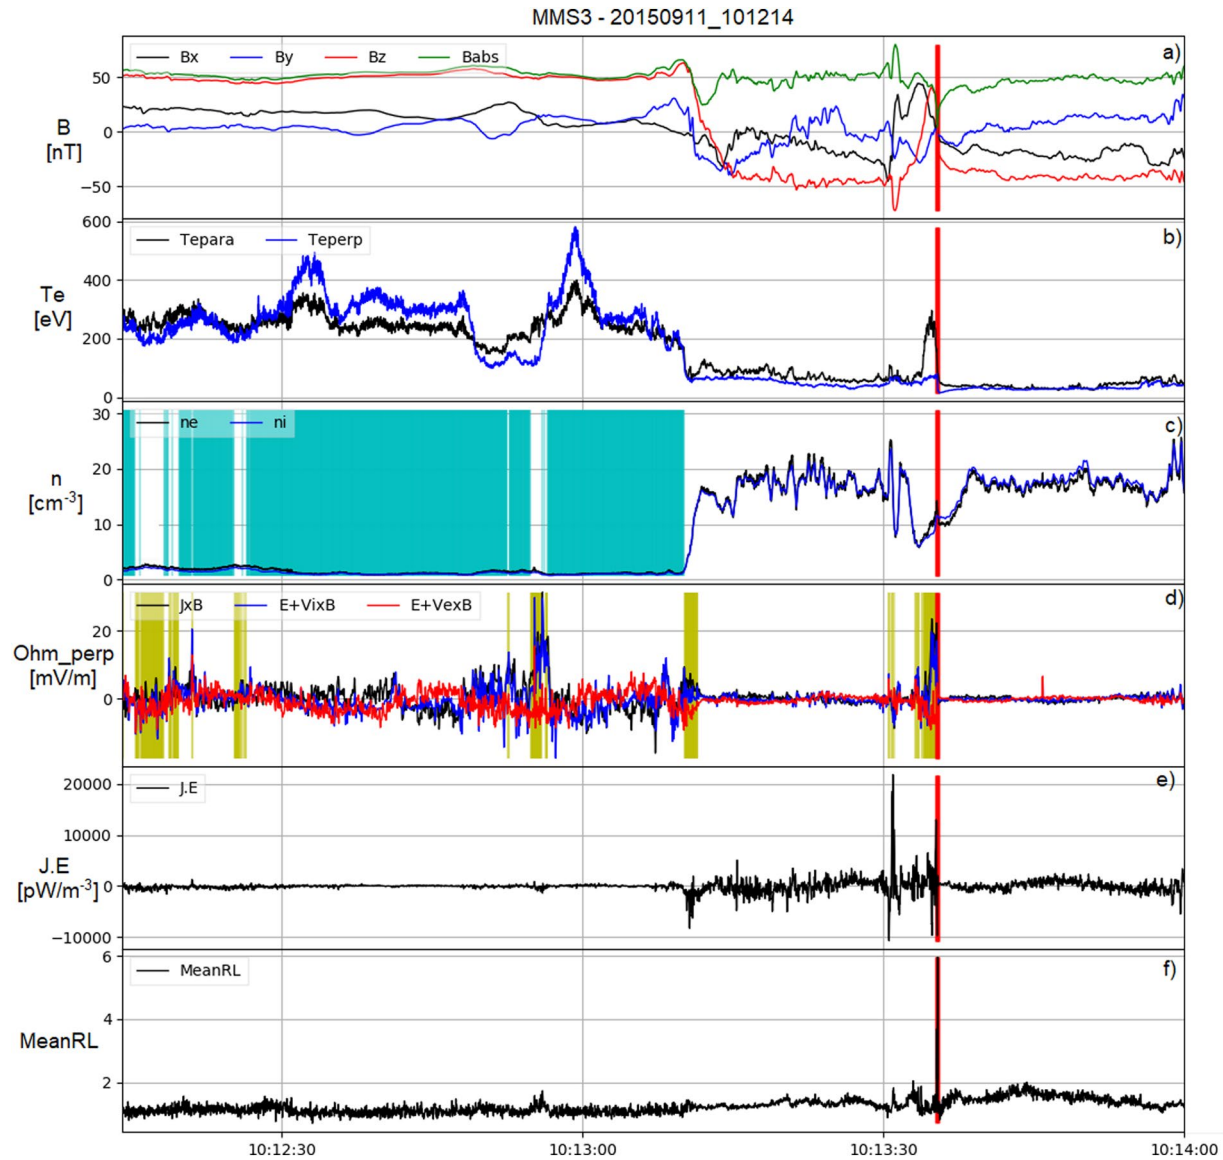 MMS3 - 20150911_101214
Bx By Bz Babs
a)
B
[nT]
50
0
−50
Tepara Teperp
b)
Te
[eV]
600
400
200
0
ne ni
c)
n
[cm-3]
30
20
10
0
JxB E+VixB E+VexB
d)
Ohm_perp
[mV/m]
20
0
J.E
e)
J.E
[pW/m-3]
20000
10000
0
−10000
MeanRL
f)
MeanRL
6
4
2
10:12:30 10:13:00 10:13:30 10:14:00